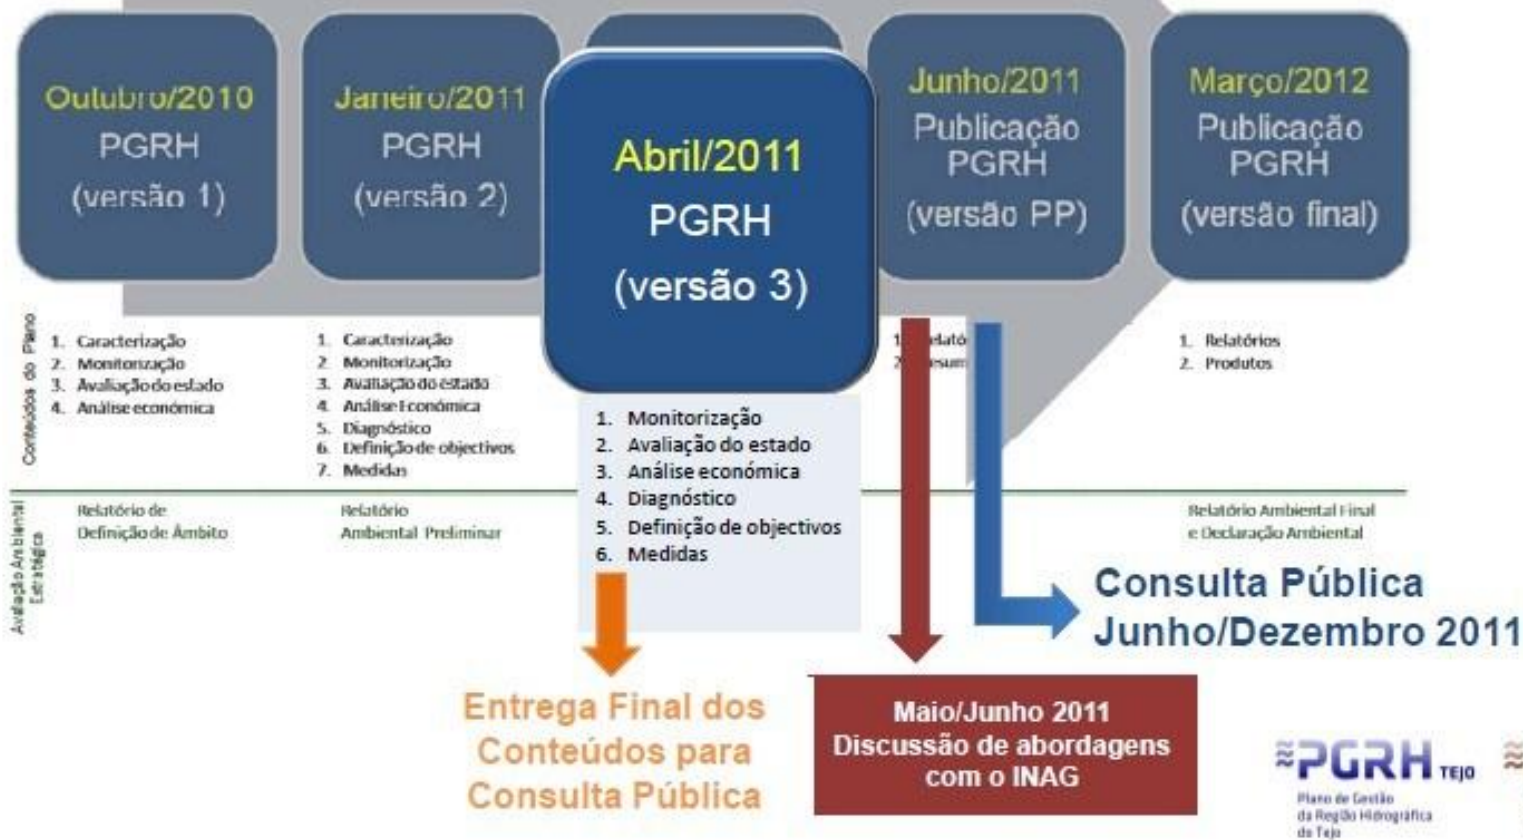 Outubro/2010
PGRH
(versão 1)
Janeiro/2011
PGRH
(versão 2)
Abril/2011
PGRH
(versão 3)
Junho/2011
Publicação
PGRH
(versão PP)
Março/2012
Publicação
PGRH
(versão final)
Conteúdos do Plano
1. Caracterização
2. Monitorização
3. Avaliação do estado
4. Análise económica
1. Caracterização
2. Monitorização
3. Avaliação do estado
4. Análise Económica
5. Diagnóstico
6. Definição de objectivos
7. Medidas
1. Monitorização
2. Avaliação do estado
3. Análise económica
4. Diagnóstico
5. Definição de objectivos
6. Medidas
1. Relatórios
2. Produtos
Avaliação Ambiental
Estratégica
Relatório de
Definição de Âmbito
Relatório
Ambiental Preliminar
Relatório Ambiental Final
e Declaração Ambiental
Consulta Pública
Junho/Dezembro 2011
Entrega Final dos
Conteúdos para
Consulta Pública
Maio/Junho 2011
Discussão de abordagens
com o INAG
PGRH TEJO
Plano de Gestão
da Região Hidrográfica
do Tejo